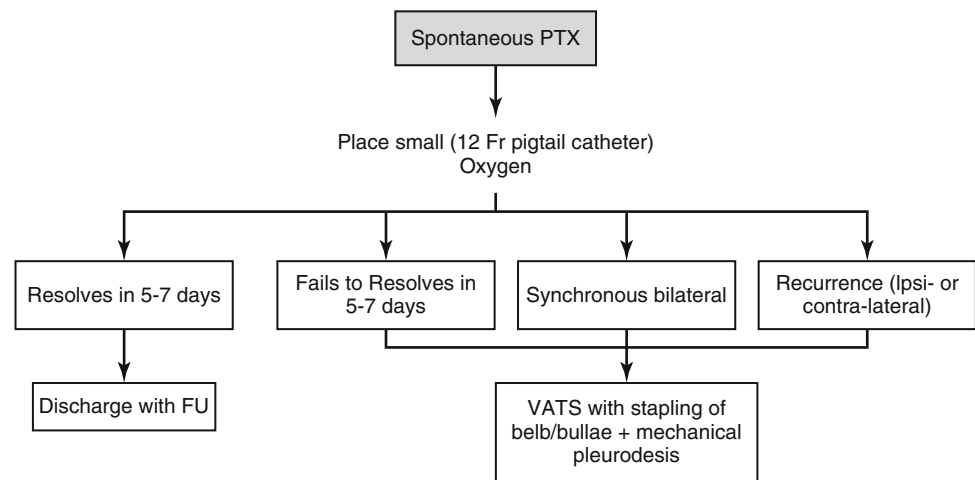 Spontaneous PTX
Place small (12 Fr pigtail catheter)
Oxygen
Resolves in 5-7 days
Fails to Resolves in
5-7 days
Synchronous bilateral
Recurrence (Ipsi- or
contra-lateral)
Discharge with FU
VATS with stapling of
belb/bullae + mechanical
pleurodesis